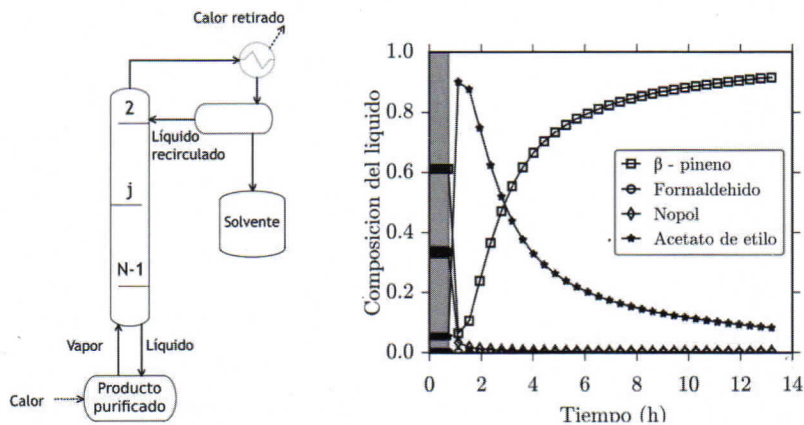 Calor retirado
2
Líquido
recirculado
j
Solvente
N-1
Vapor
Líquido
Calor
Producto
purificado
Composicion del liquido
1.0
0.8
0.6
0.4
0.2
0.0
β - pineno
Formaldehido
Nopol
Acetato de etilo
0 2 4 6 8 10 12 14
Tiempo (h)